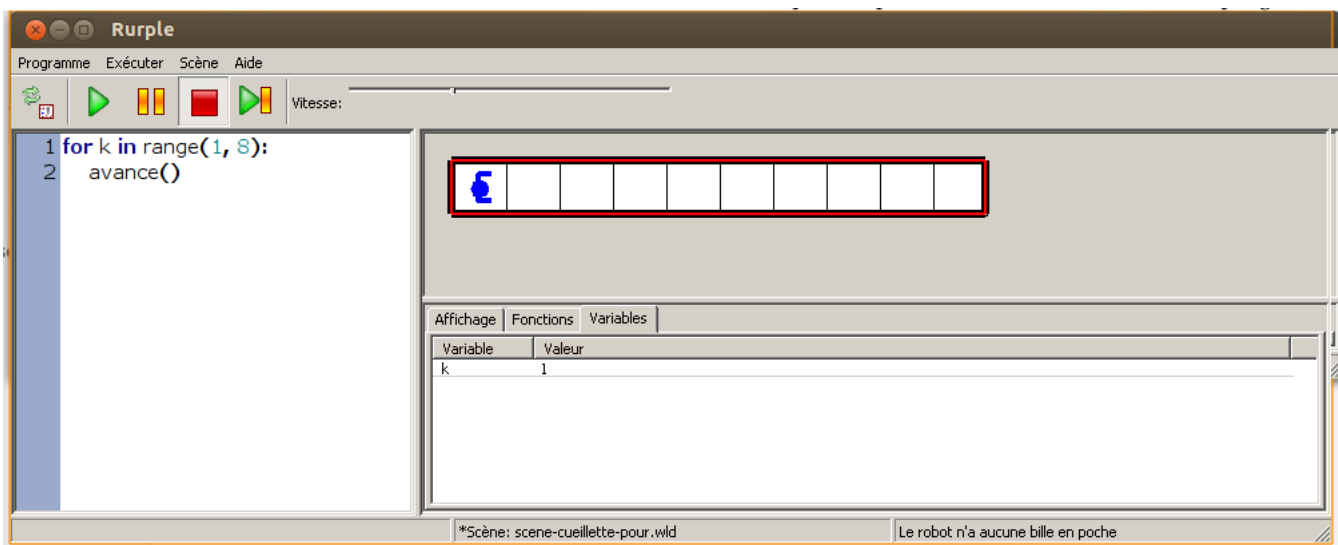 Rurple
Programme Exécuter Scène Aide
Vitesse:
1 for k in range(1, 8):
2 avance()
Affichage Fonctions Variables
Variable Valeur
k 1
*Scène: scene-cueillette-pour.wld Le robot n'a aucune bille en poche